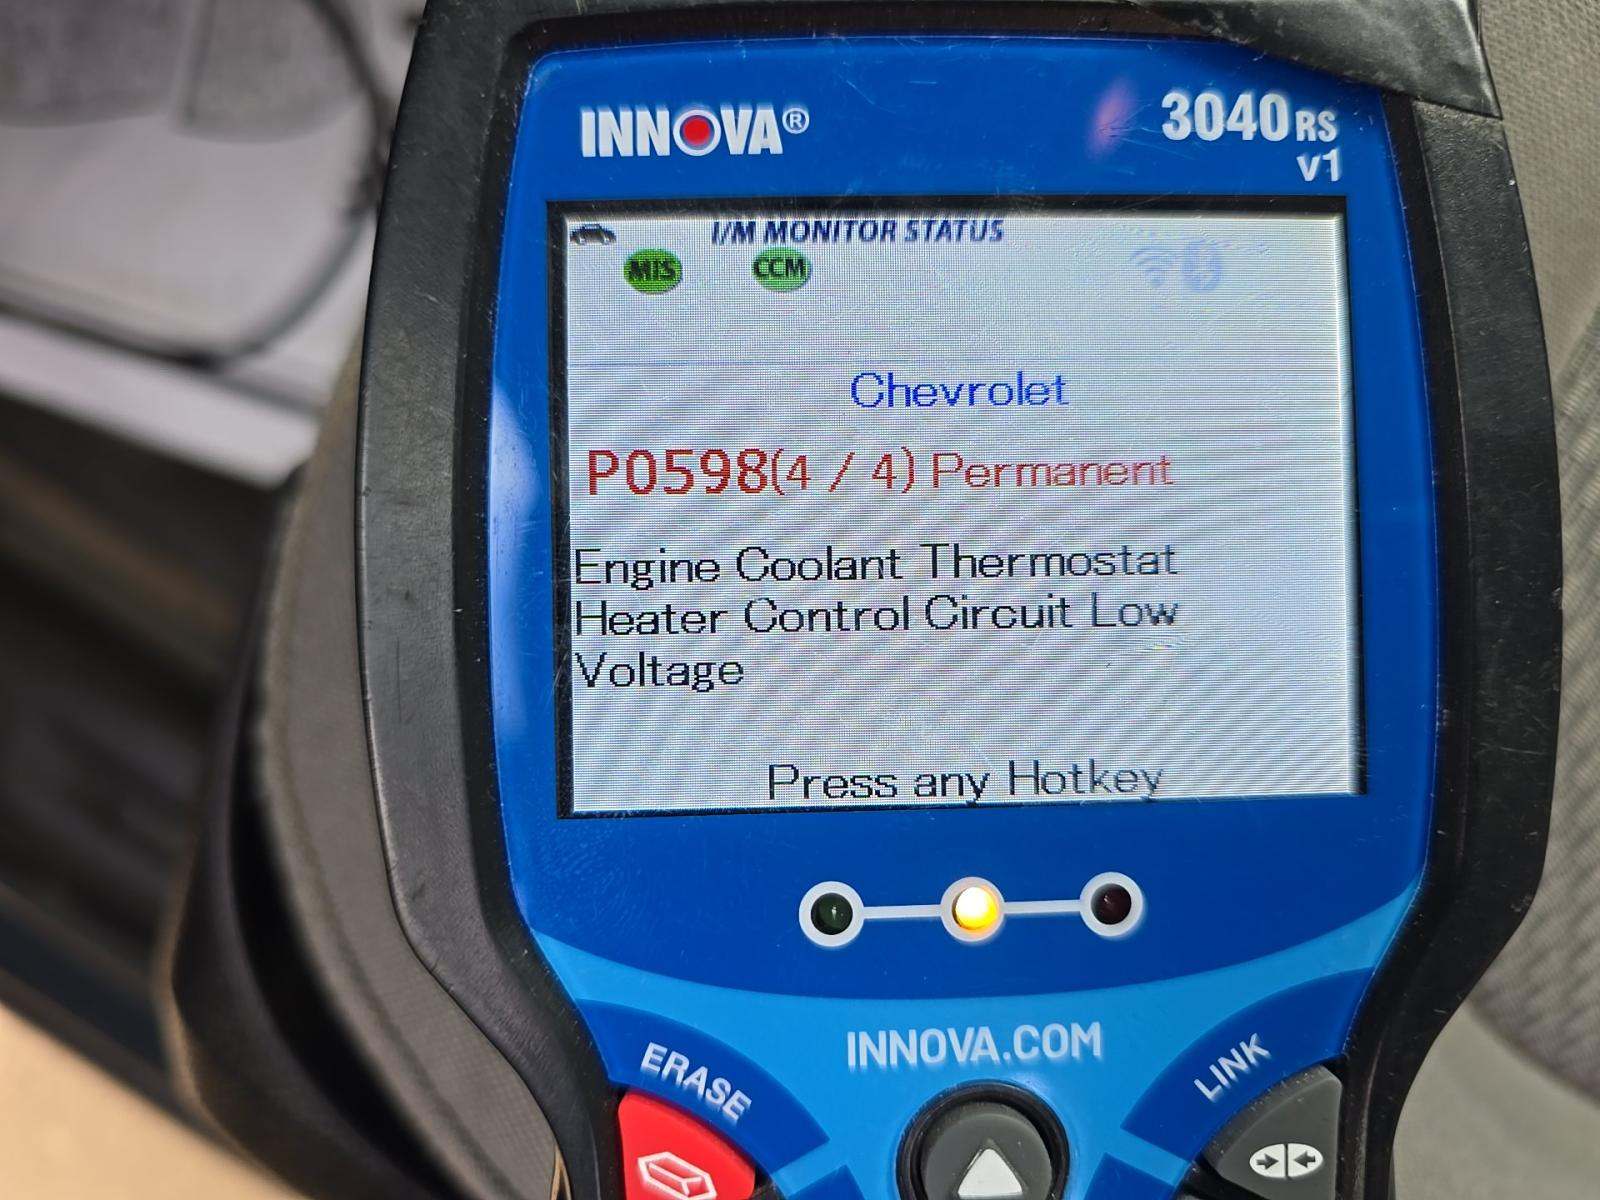 INNOVA®
3040RS
v1
I/M MONITOR STATUS
MIS CCM
Chevrolet
P0598(4 / 4) Permanent
Engine Coolant Thermostat
Heater Control Circuit Low
Voltage
Press any Hotkey
INNOVA.COM
ERASE
LINK